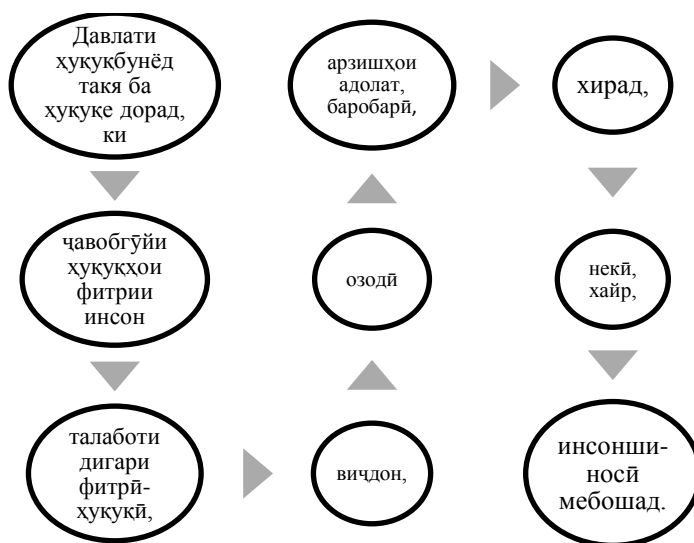 Давлати
ҳуқуқбунёд
такя ба
ҳуқуқе дорад,
ки
ҷавобгӯйи
ҳуқуқҳои
фитрии
инсон
талаботи
дигари
фитрӣ-
ҳуқуқӣ,
виҷдон,
озодӣ
арзишҳои
адолат,
баробарӣ,
хирад,
некӣ,
хайр,
инсонши-
носӣ
мебошад.